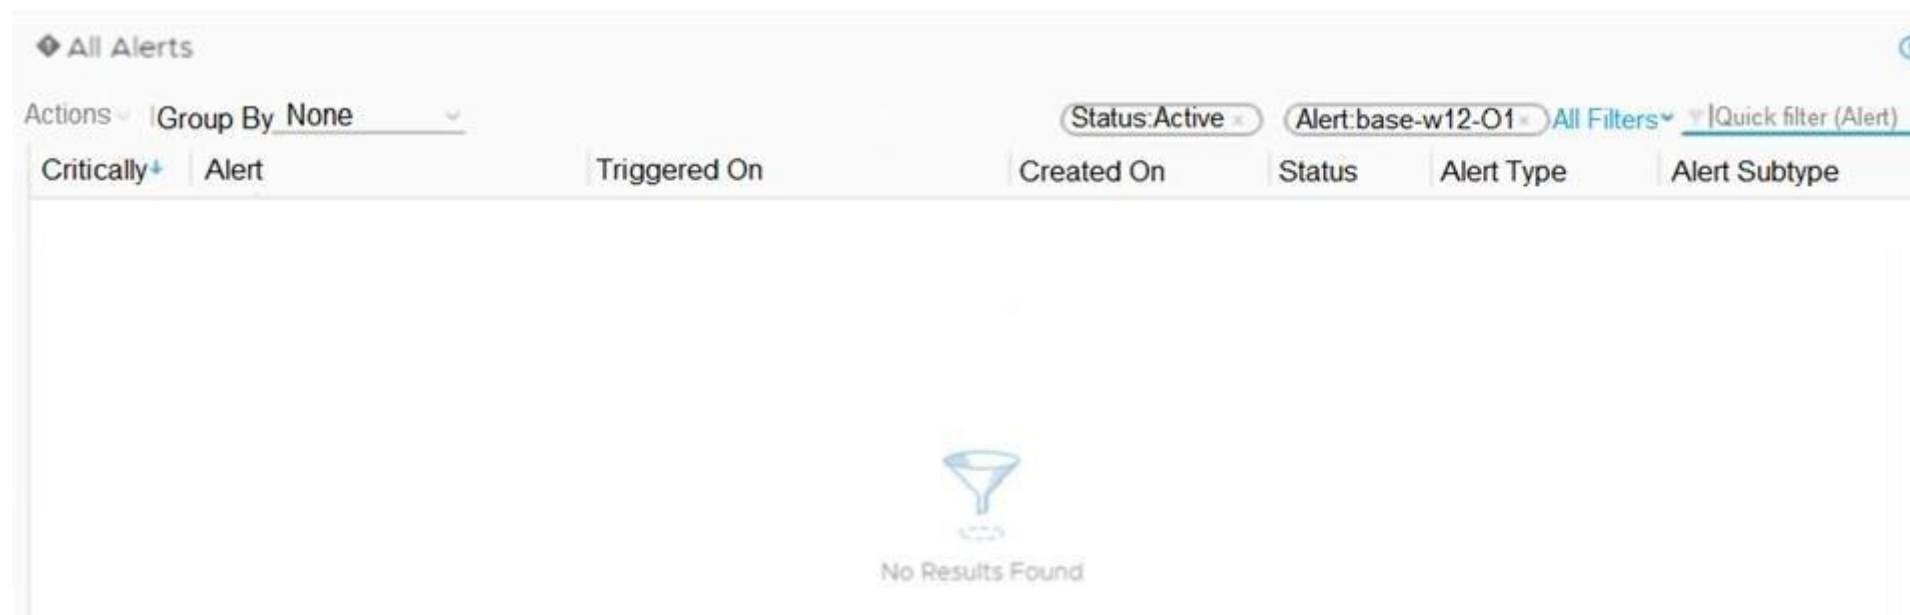 All Alerts
Actions Group By None Status:Active × Alert:base-w12-O1 × All Filters Quick filter (Alert)
Critically Alert Triggered On Created On Status Alert Type Alert Subtype
No Results Found